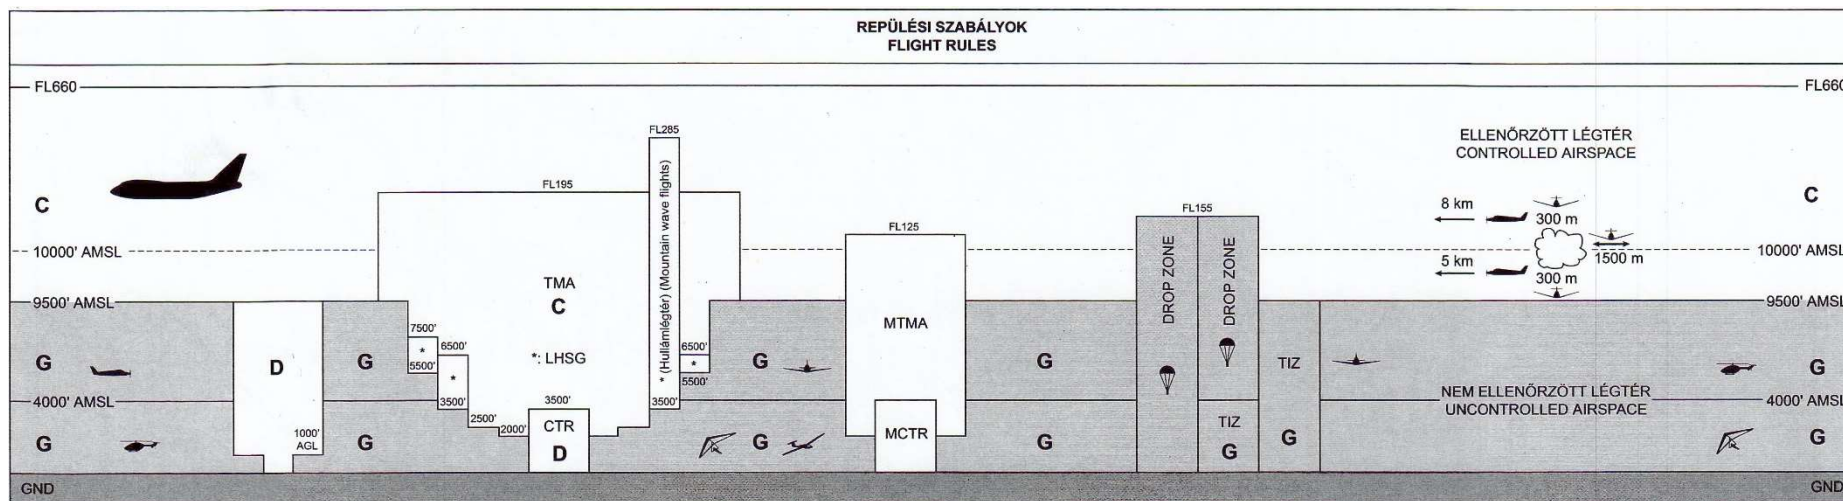 REPÜLÉSI SZABÁLYOK
FLIGHT RULES
FL660
FL660
FL285
ELLENŐRZÖTT LÉGTÉR
CONTROLLED AIRSPACE
FL195
C
8 km
300 m
C
FL155
FL125
10000' AMSL
1500 m
10000' AMSL
5 km
300 m
TMA
C
9500' AMSL
9500' AMSL
* (Hullámlégtér) (Mountain wave flights)
DROP ZONE
DROP ZONE
MTMA
7500'
*
5500'
6500'
*
3500'
*: LHSG
6500'
*
5500'
G
D
G
G
G
TIZ
G
4000' AMSL
3500'
3500'
NEM ELLENŐRZÖTT LÉGTÉR
UNCONTROLLED AIRSPACE
4000' AMSL
2500'
2000'
CTR
D
MCTR
TIZ
G
G
G
1000'
AGL
G
G
G
G
G
GND
GND